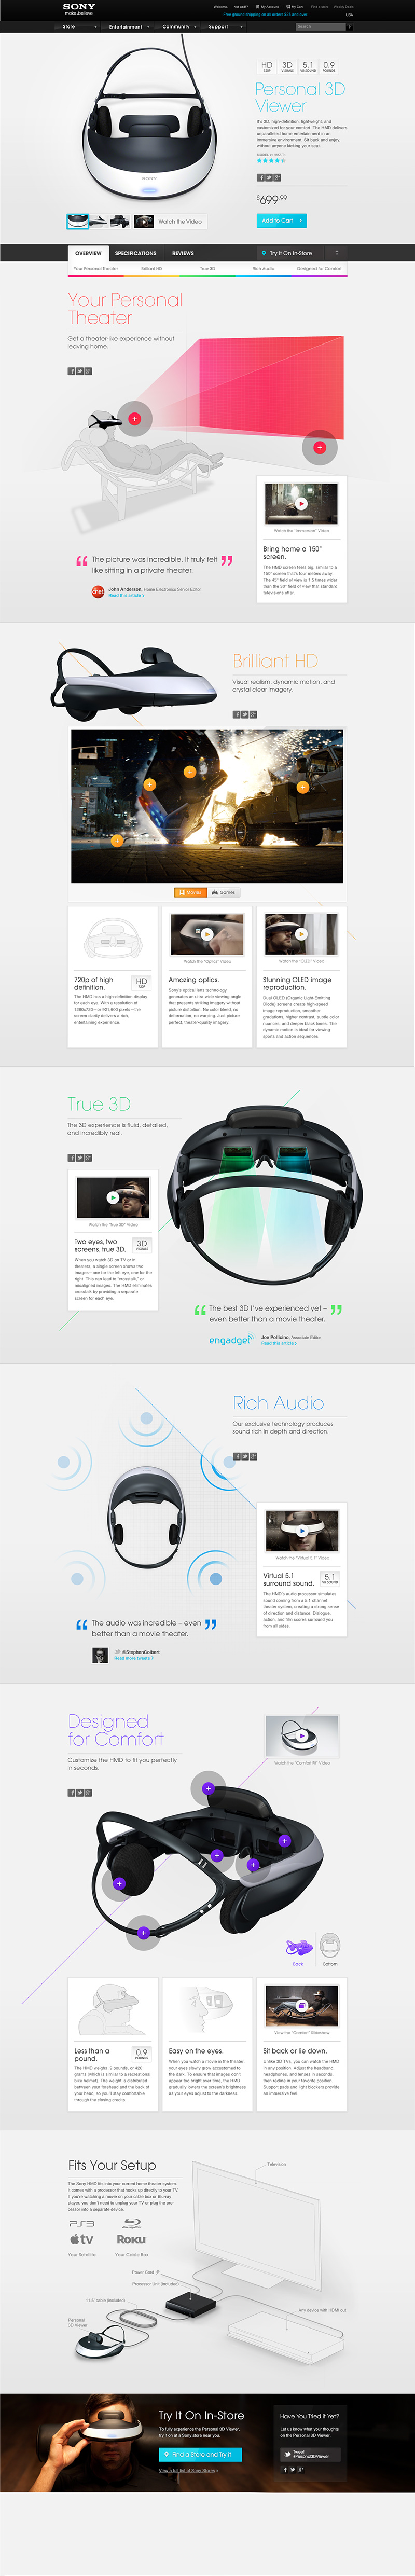 SONY
make.believe
Welcome. Not well? My Account My Cart Find a store Weekly Deals
Free ground shipping on all orders $25 and over. USA
Store Entertainment Community Support Search
HD 720P 3D VISUALS 5.1 VR SOUND 0.9 POUNDS
Personal 3D
Viewer
It's 3D, high-definition, lightweight, and
customized for your comfort. The HMD delivers
unparalleled home entertainment in an
immersive environment. Sit back and enjoy,
without anyone looking your seat.
$699.99
Add to Cart
Watch the Video
OVERVIEW SPECIFICATIONS REVIEWS Try It On In-Store
Your Personal Theater Brilliant HD True 3D Rich Audio Designed for Comfort
Your Personal
Theater
Get a theater-like experience without
leaving home.
Watch the "Immersion" Video
Bring home a 150"
screen.
The HMD screen feels big, similar to a
150" screen that's four meters away.
The 45° field of view is 1.5 times wider
than the 30° field of view that standard
televisions offer.
“ The picture was incredible. It truly felt ”
like sitting in a private theater.
cnet John Anderson, Home Electronics Senior Editor
Read this article
Brilliant HD
Visual realism, dynamic motion, and
crystal clear imagery.
Movies Games
720p of high
definition.
HD
720P
The HMD has a high-definition display
for each eye. With a resolution of
1280x720—or 921,600 pixels—the
screen clarity delivers a rich
entertaining experience.
Watch the "Optics" Video
Amazing optics.
Sony's optical lens technology
generates an ultra-wide viewing angle
that presents striking imagery without
picture distortion. No color bleed, no
deformation, no warping. Just picture
perfect, theater-quality imagery.
Watch the "OLED" Video
Stunning OLED image
reproduction.
Dual OLED (Organic Light-Emitting
Diode) screens create high-speed
image reproduction, smoother
gradations, higher contrast, subtle color
nuances, and deeper black tones. The
dynamic motion is ideal for viewing
sports and action sequences.
True 3D
The 3D experience is fluid, detailed,
and incredibly real.
Watch the "True 3D" Video
Two eyes, two
screens, true 3D.
3D
VISUALS
When you watch 3D on TV or in
theaters, a single screen shows two
images—one for the left eye, one for the
right. This can lead to "crosstalk," or
misaligned images. The HMD eliminates
crosstalk by providing a separate
screen for each eye.
“ The best 3D I've experienced yet – ”
even better than a movie theater.
engadget Joe Pollicino, Associate Editor
Read this article
Rich Audio
Our exclusive technology produces
sound rich in depth and direction.
Watch the "Virtual 5.1" Video
Virtual 5.1
surround sound.
5.1
VR SOUND
The HMD's audio processor simulates
sound coming from a 5.1 channel
theater system, creating a strong sense
of direction and distance. Dialogue,
action, and film scores surround you
from all sides.
“ The audio was incredible – even ”
better than a movie theater.
@StephenColbert
Read more tweets
Designed
for Comfort
Customize the HMD to fit you perfectly
in seconds.
Watch the "Comfort Fit" Video
Back Bottom
Less than a
pound.
0.9
POUNDS
The HMD weighs .9 pounds, or 420
grams (which is similar to a recreational
bike helmet). The weight is distributed
between your forehead and the back of
your head, so you'll stay comfortable
through the closing credits.
Easy on the eyes.
When you watch a movie in the theater,
your eyes slowly grow accustomed to
the dark. To ensure that images don't
appear too bright over time, the HMD
gradually lowers the screen's brightness
as your eyes adjust to the darkness.
View the "Comfort" Slideshow
Sit back or lie down.
Unlike 3D TVs, you can watch the HMD
in any position. Adjust the headband,
headphones, and lenses in seconds,
then recline in your favorite position.
Support pads and light blockers provide
an immersive feel.
Fits Your Setup
The Sony HMD fits into your current home theater system.
It comes with a processor that hooks up directly to your TV.
If you're watching a movie on your cable box or Blu-ray
player, you don't need to unplug your TV or plug the pro-
cessor into a separate device.
PS3 Blu-ray
tv Roku
Your Satellite Your Cable Box
Television
Power Cord
Processor Unit (included)
11.5' cable (included)
Any device with HDMI out
Personal
3D Viewer
Try It On In-Store
To fully experience the Personal 3D Viewer,
try it on at a Sony store near you.
Find a Store and Try It
View a full list of Sony Stores
Have You Tried It Yet?
Let us know what your thoughts
on the Personal 3D Viewer.
Tweet
#Personal3DViewer